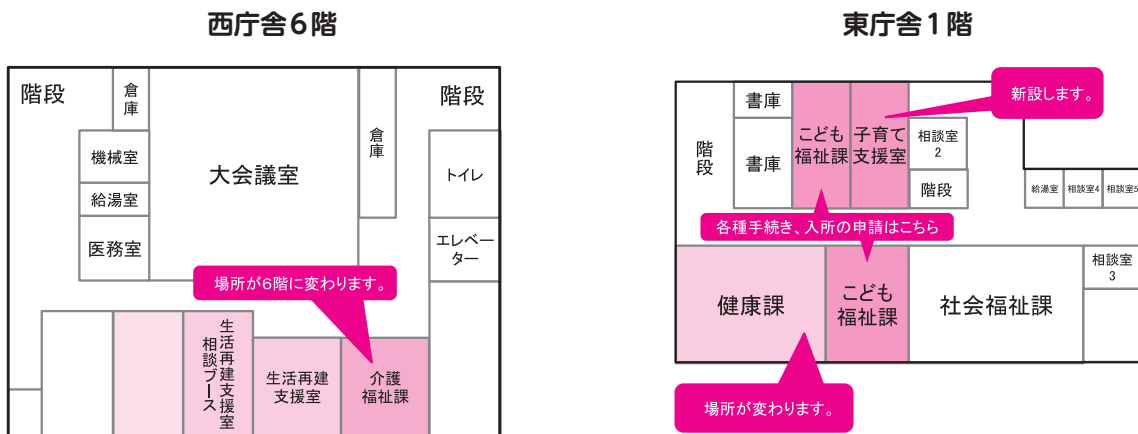 西庁舎6階
階段
倉庫
階段
倉庫
機械室
給湯室
医務室
大会議室
トイレ
エレベー
ター
場所が6階に変わります。
生活再建支援室
相談ブース
生活再建
支援室
介護
福祉課
東庁舎1階
新設します。
階段
書庫
書庫
こども
福祉課
子育て
支援室
相談室
2
階段
給湯室
相談室4
相談室5
各種手続き、入所の申請はこちら
健康課
こども
福祉課
社会福祉課
相談室
3
場所が変わります。